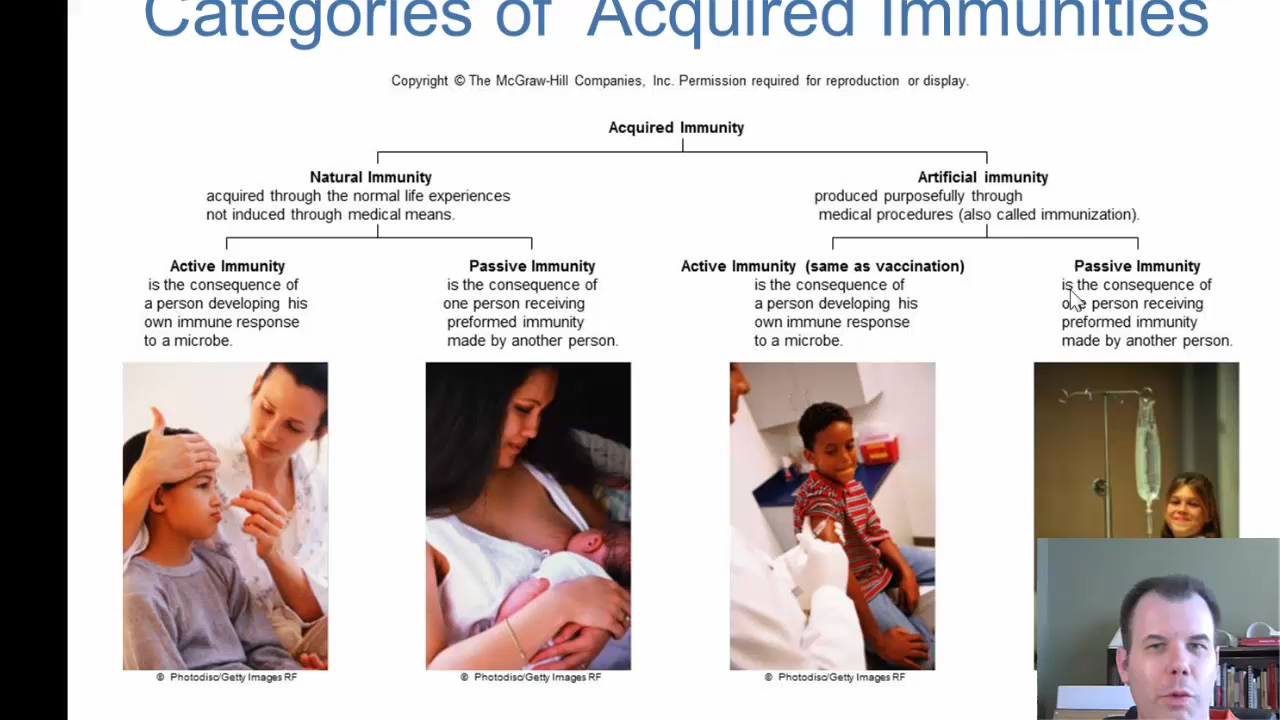 Categories of Acquired Immunities
Copyright © The McGraw-Hill Companies, Inc. Permission required for reproduction or display.
Acquired Immunity
Natural Immunity
acquired through the normal life experiences
not induced through medical means.
Artificial immunity
produced purposefully through
medical procedures (also called immunization).
Active Immunity
is the consequence of
a person developing his
own immune response
to a microbe.
Passive Immunity
is the consequence of
one person receiving
preformed immunity
made by another person.
Active Immunity (same as vaccination)
is the consequence of
a person developing his
own immune response
to a microbe.
Passive Immunity
is the consequence of
one person receiving
preformed immunity
made by another person.
© Photodisc/Getty Images RF
© Photodisc/Getty Images RF
© Photodisc/Getty Images RF